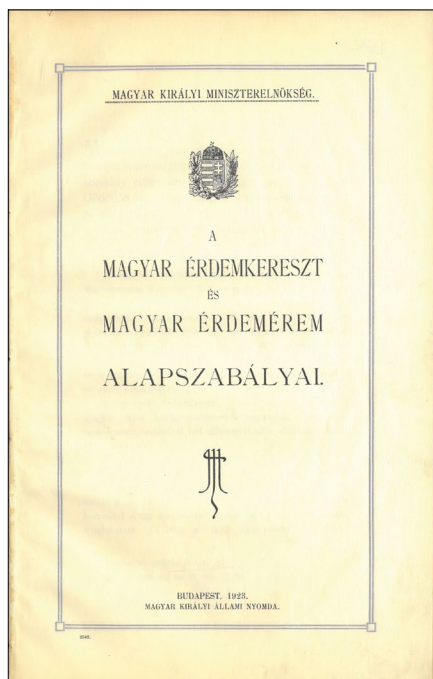 MAGYAR KIRÁLYI MINISZTERELNÖKSÉG.
A
MAGYAR ÉRDEMKERESZT
ÉS
MAGYAR ÉRDEMÉREM
ALAPSZABÁLYAI.
BUDAPEST, 1923.
MAGYAR KIRÁLYI ÁLLAMI NYOMDA.